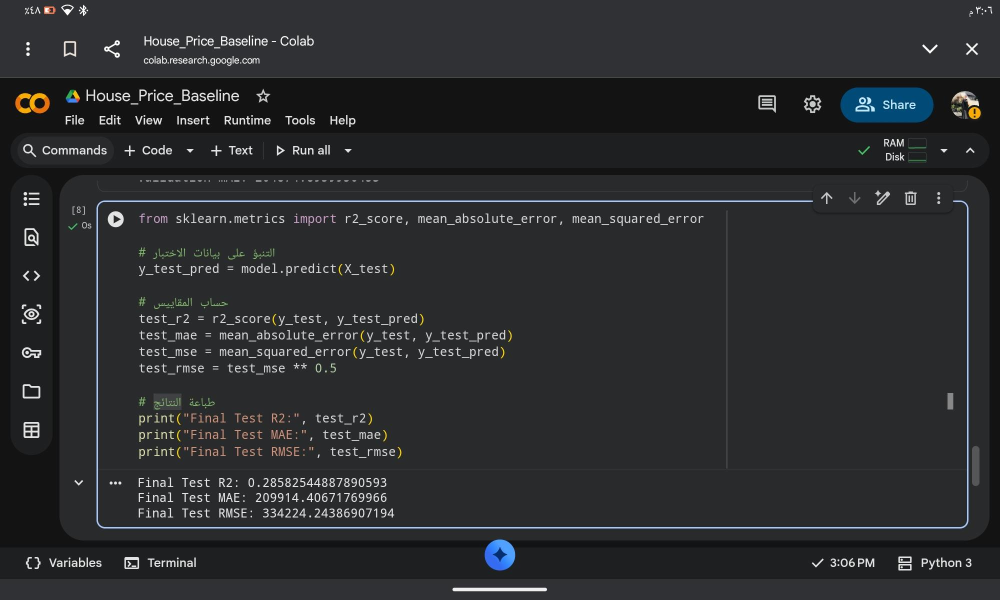 ٪٤٨
٣:٠٦ م
House_Price_Baseline - Colab
colab.research.google.com
House_Price_Baseline
File Edit View Insert Runtime Tools Help
Share
Commands + Code + Text Run all
RAM
Disk
[8]
0s
from sklearn.metrics import r2_score, mean_absolute_error, mean_squared_error
# التنبؤ على بيانات الاختبار
y_test_pred = model.predict(X_test)
# حساب المقاييس
test_r2 = r2_score(y_test, y_test_pred)
test_mae = mean_absolute_error(y_test, y_test_pred)
test_mse = mean_squared_error(y_test, y_test_pred)
test_rmse = test_mse ** 0.5
# طباعة النتائج
print("Final Test R2:", test_r2)
print("Final Test MAE:", test_mae)
print("Final Test RMSE:", test_rmse)
Final Test R2: 0.28582544887890593
Final Test MAE: 209914.40671769966
Final Test RMSE: 334224.24386907194
Variables Terminal
3:06 PM Python 3